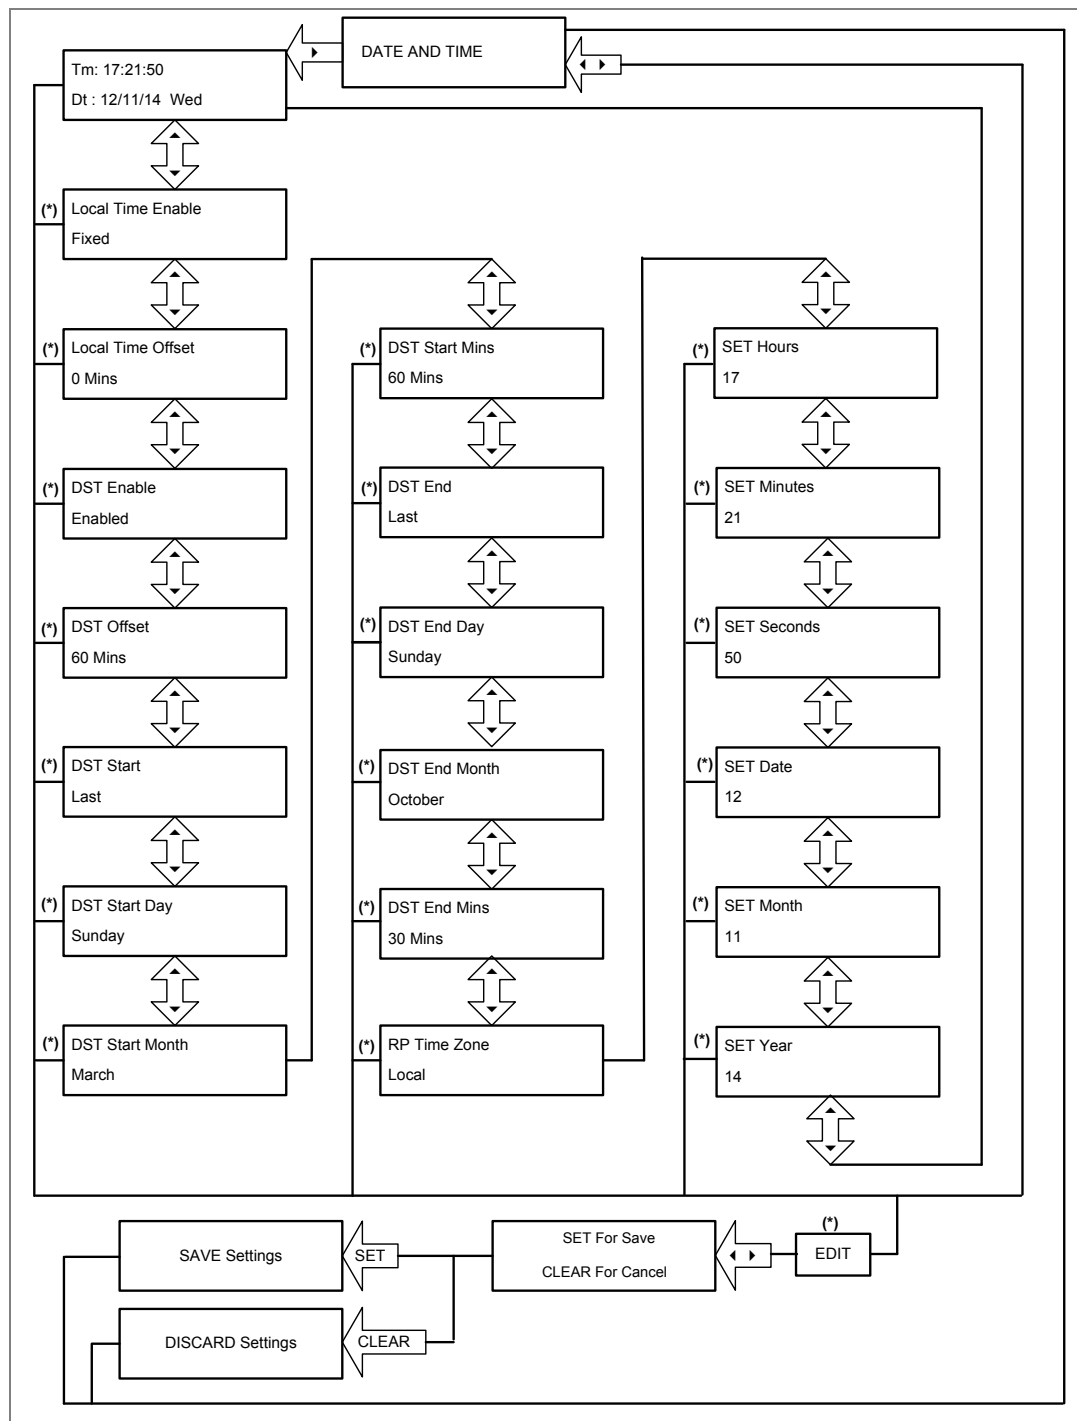 DATE AND TIME
Tm: 17:21:50
Dt : 12/11/14 Wed
(*)
Local Time Enable
Fixed
(*)
Local Time Offset
0 Mins
(*)
DST Enable
Enabled
(*)
DST Offset
60 Mins
(*)
DST Start
Last
(*)
DST Start Day
Sunday
(*)
DST Start Month
March
(*)
DST Start Mins
60 Mins
(*)
DST End
Last
(*)
DST End Day
Sunday
(*)
DST End Month
October
(*)
DST End Mins
30 Mins
(*)
RP Time Zone
Local
(*)
SET Hours
17
(*)
SET Minutes
21
(*)
SET Seconds
50
(*)
SET Date
12
(*)
SET Month
11
(*)
SET Year
14
(*)
EDIT
SET For Save
CLEAR For Cancel
SET
SAVE Settings
CLEAR
DISCARD Settings